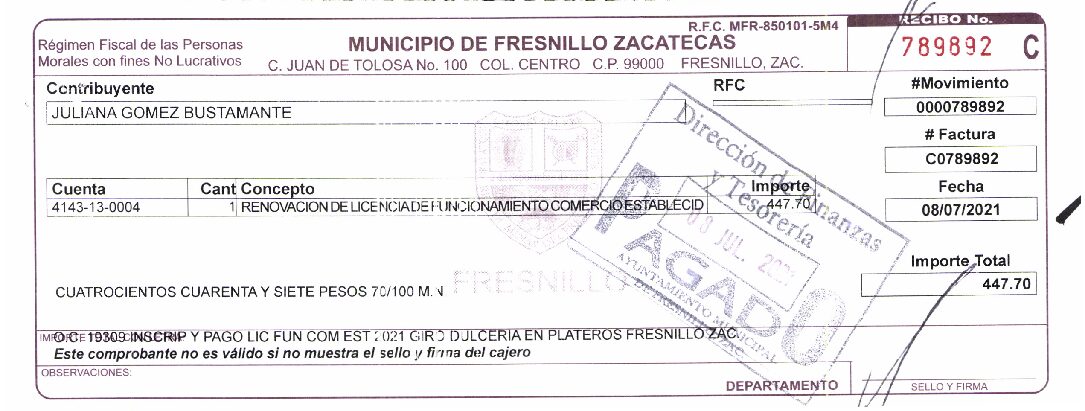 R.F.C. MFR-850101-5M4
RECIBO No.
Régimen Fiscal de las Personas
Morales con fines No Lucrativos
MUNICIPIO DE FRESNILLO ZACATECAS
C. JUAN DE TOLOSA No. 100 COL. CENTRO C.P. 99000 FRESNILLO, ZAC.
789892 C
Contribuyente
RFC
#Movimiento
JULIANA GOMEZ BUSTAMANTE
0000789892
# Factura
C0789892
Dirección de Finanzas
y Tesorería
PAGADO
08 JUL. 2021
AYUNTAMIENTO MUNICIPAL
DE FRESNILLO, ZAC.
Cuenta Cant Concepto Importe
Fecha
4143-13-0004 1 RENOVACION DE LICENCIA DE FUNCIONAMIENTO COMERCIO ESTABLECID 447.70
08/07/2021
Importe Total
447.70
FRESNILLO
CUATROCIENTOS CUARENTA Y SIETE PESOS 70/100 M.N
O.C. 19309 INSCRIP Y PAGO LIC FUN COM EST 2021 GIRO DULCERIA EN PLATEROS FRESNILLO ZAC.
Este comprobante no es válido si no muestra el sello y firma del cajero
OBSERVACIONES:
DEPARTAMENTO
SELLO Y FIRMA